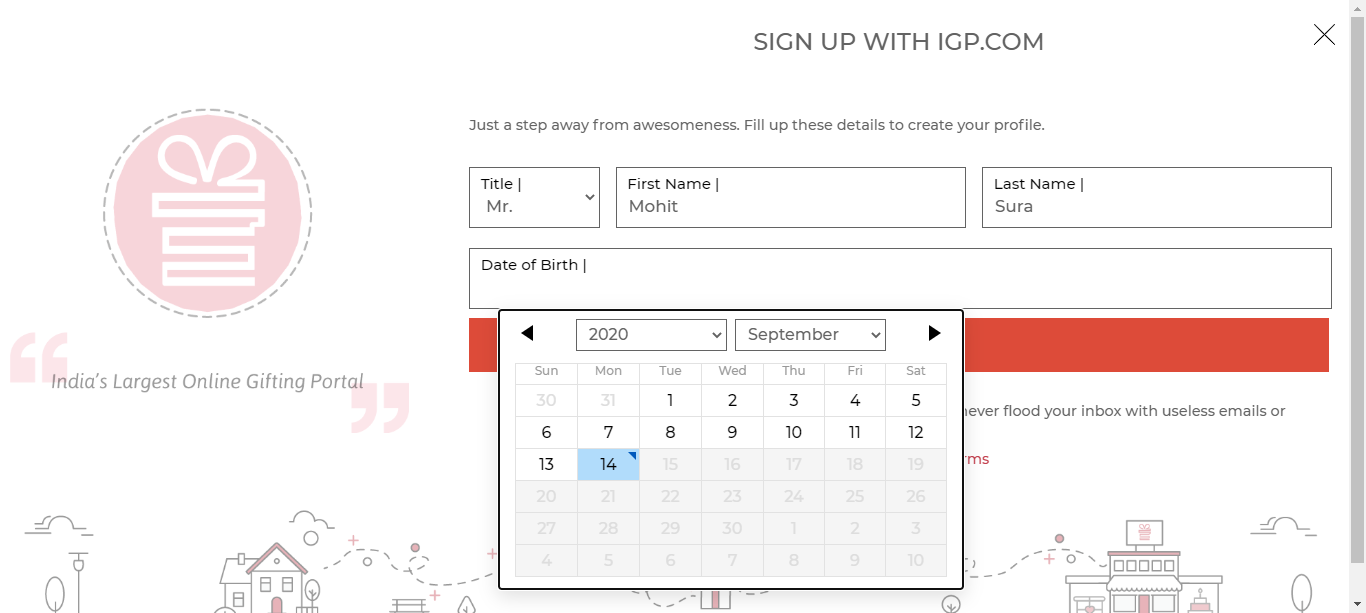 SIGN UP WITH IGP.COM
Just a step away from awesomeness. Fill up these details to create your profile.
Title |
Mr.
First Name |
Mohit
Last Name |
Sura
Date of Birth |
2020 September
Sun Mon Tue Wed Thu Fri Sat
30 31 1 2 3 4 5
6 7 8 9 10 11 12
13 14 15 16 17 18 19
20 21 22 23 24 25 26
27 28 29 30 1 2 3
4 5 6 7 8 9 10
never flood your inbox with useless emails or
rms
“India's Largest Online Gifting Portal”